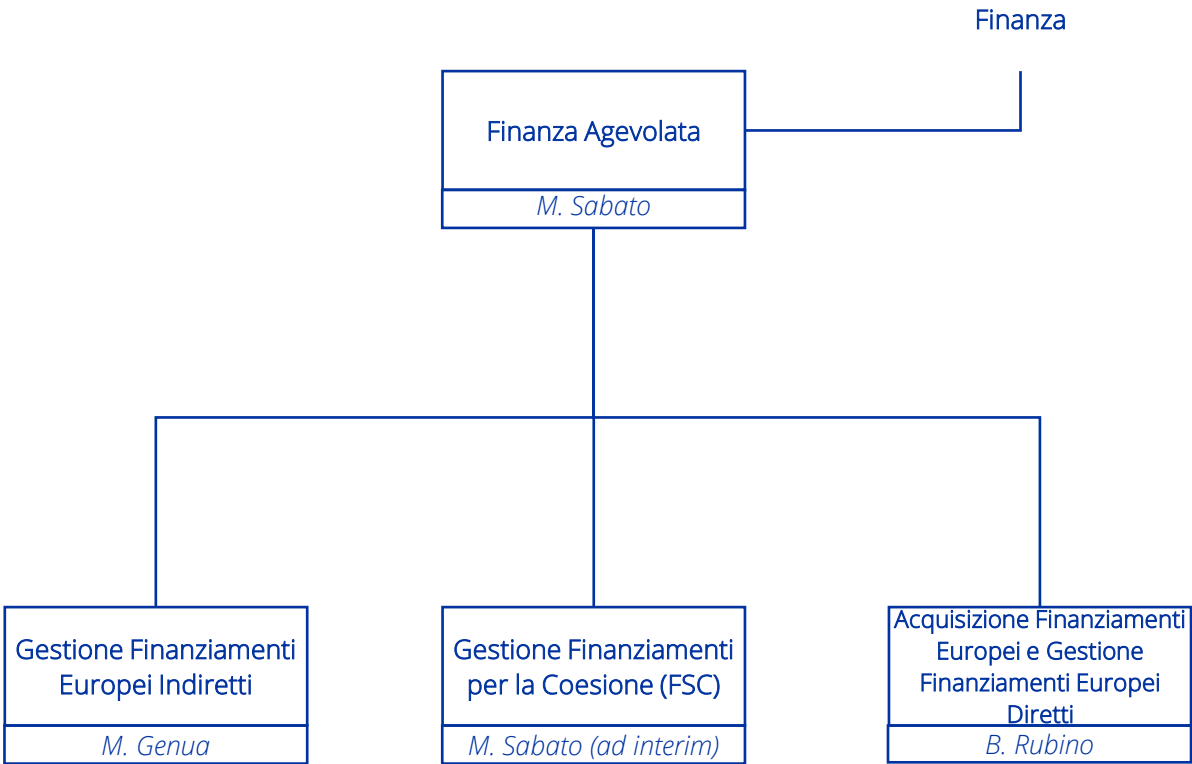 Finanza
Finanza Agevolata
M. Sabato
Gestione Finanziamenti
Europei Indiretti
M. Genua
Gestione Finanziamenti
per la Coesione (FSC)
M. Sabato (ad interim)
Acquisizione Finanziamenti
Europei e Gestione
Finanziamenti Europei
Diretti
B. Rubino